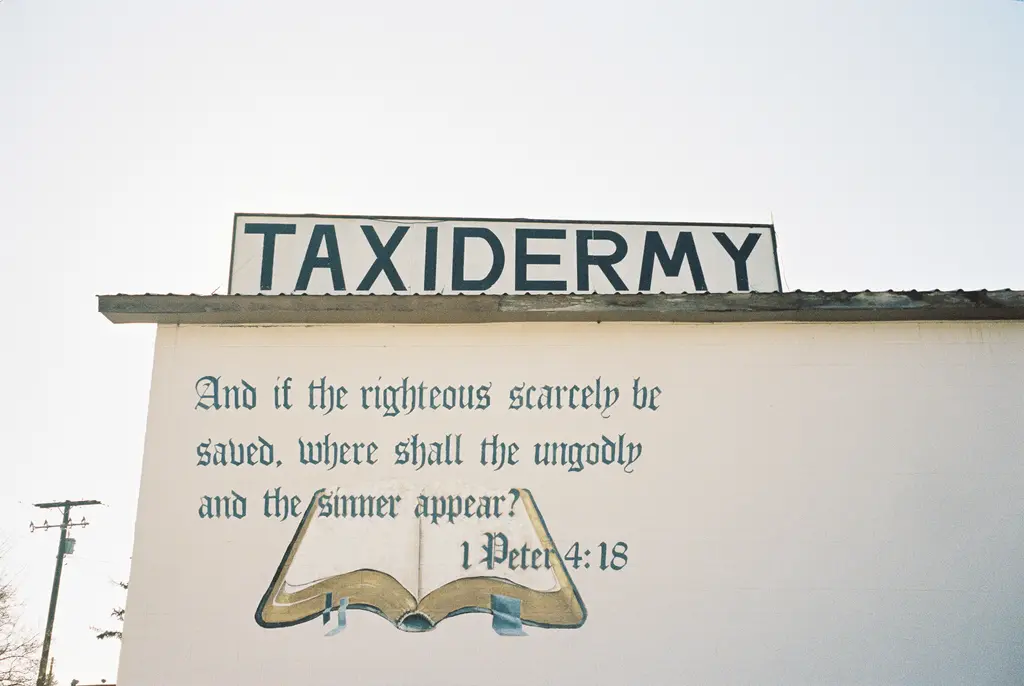 TAXIDERMY
And if the righteous scarcely be
saved, where shall the ungodly
and the sinner appear?
1 Peter 4:18